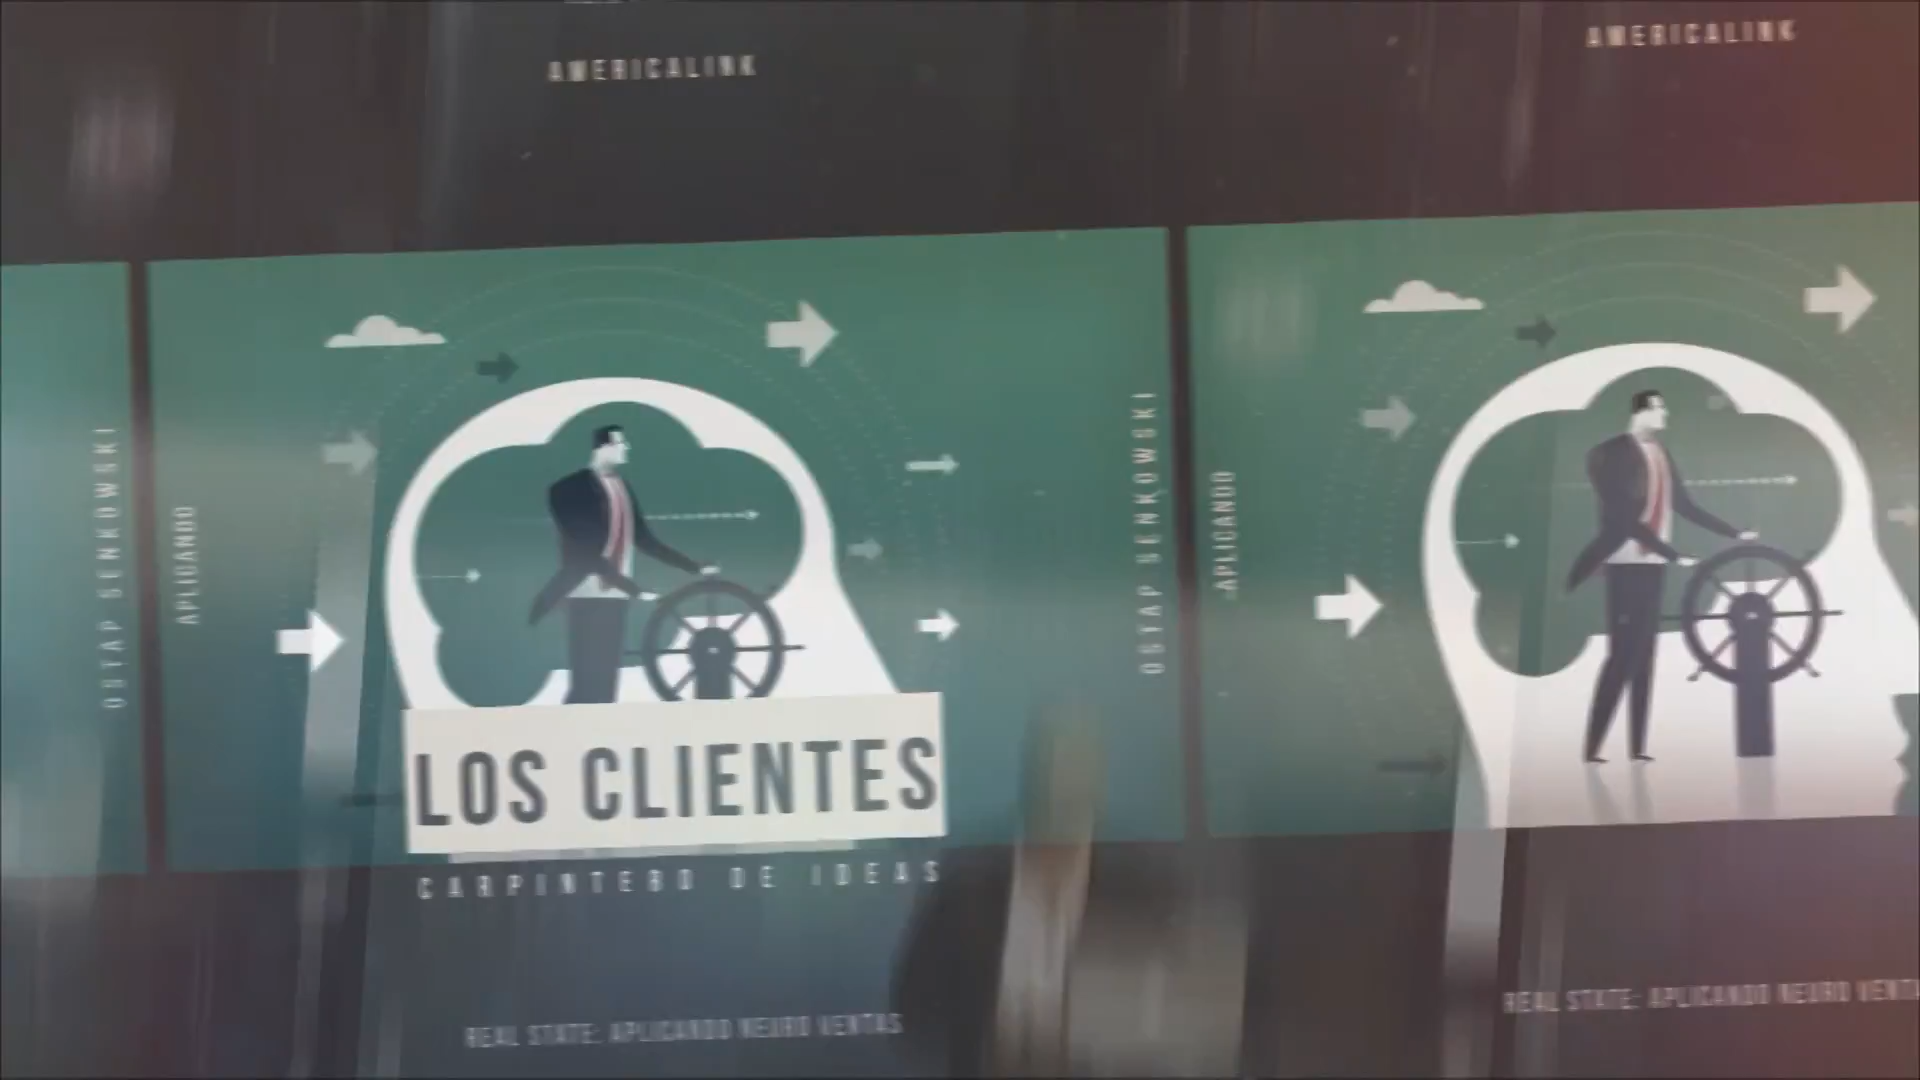 AMERICALINK
AMERICALINK
OSTAP SENKOWSKI
APLICANDO
OSTAP SENKOWSKI
APLICANDO
LOS CLIENTES
CARPINTERO DE IDEAS
REAL STATE: APLICANDO NEURO VENTAS
REAL STATE: APLICANDO NEURO VENTA